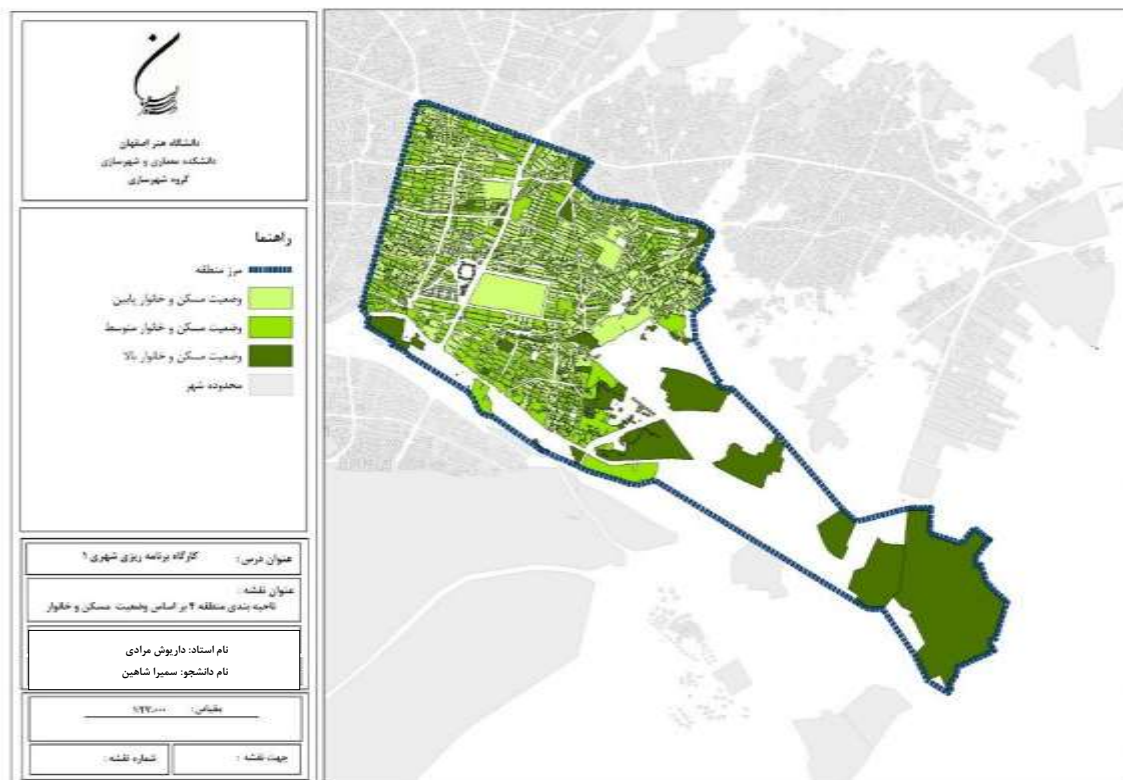 دانشگاه هنر اصفهان
دانشکده معماری و شهرسازی
گروه شهرسازی
راهنما
مرز منطقه
وضعیت مسکن و خانوار پایین
وضعیت مسکن و خانوار متوسط
وضعیت مسکن و خانوار بالا
محدوده شهر
عنوان درس : کارگاه برنامه ریزی شهری ۱
عنوان نقشه :
ناحیه بندی منطقه ۴ بر اساس وضعیت مسکن و خانوار
نام استاد: داریوش مرادی
نام دانشجو: سمیرا شاهین
مقیاس:
جهت نقشه :
شماره نقشه :